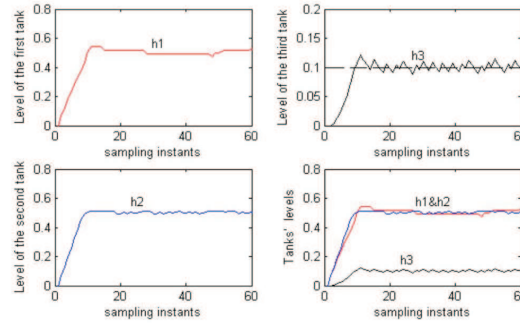 Level of the first tank
0.8
0.6
0.4
0.2
0
h1
0
20
40
60
sampling instants
Level of the third tank
0.2
0.15
0.1
0.05
0
h3
0
20
40
60
sampling instants
Level of the second tank
0.8
0.6
0.4
0.2
0
h2
0
20
40
60
sampling instants
Tanks' levels
0.8
0.6
0.4
0.2
0
h1&h2
h3
0
20
40
60
sampling instants